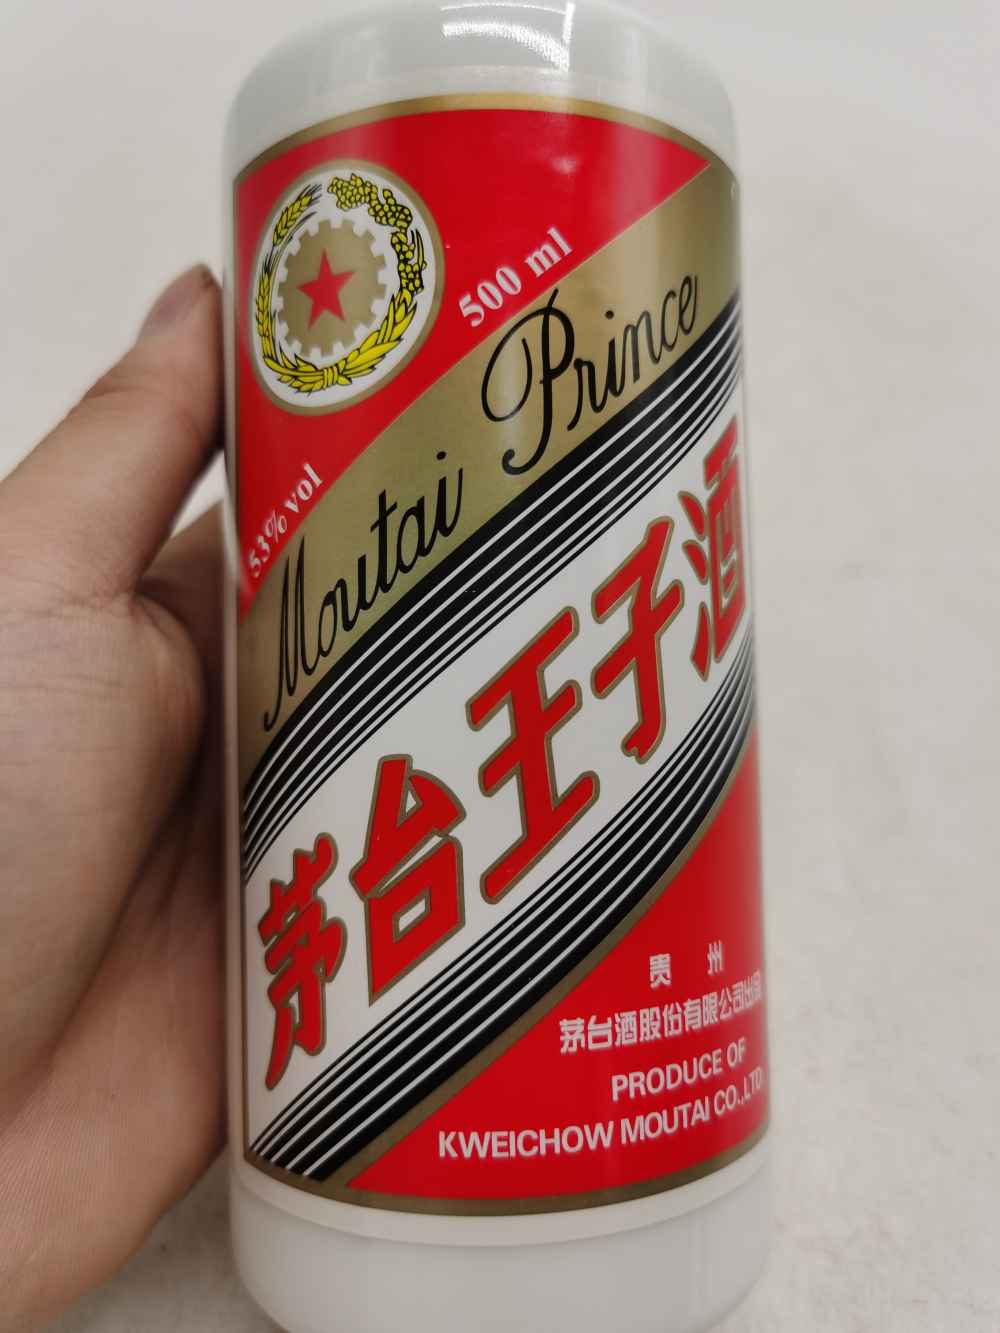 500 ml
53% vol
Moutai Prince
茅台王子酒
贵州
茅台酒股份有限公司出品
PRODUCE OF
KWEICHOW MOUTAI CO.,LTD.